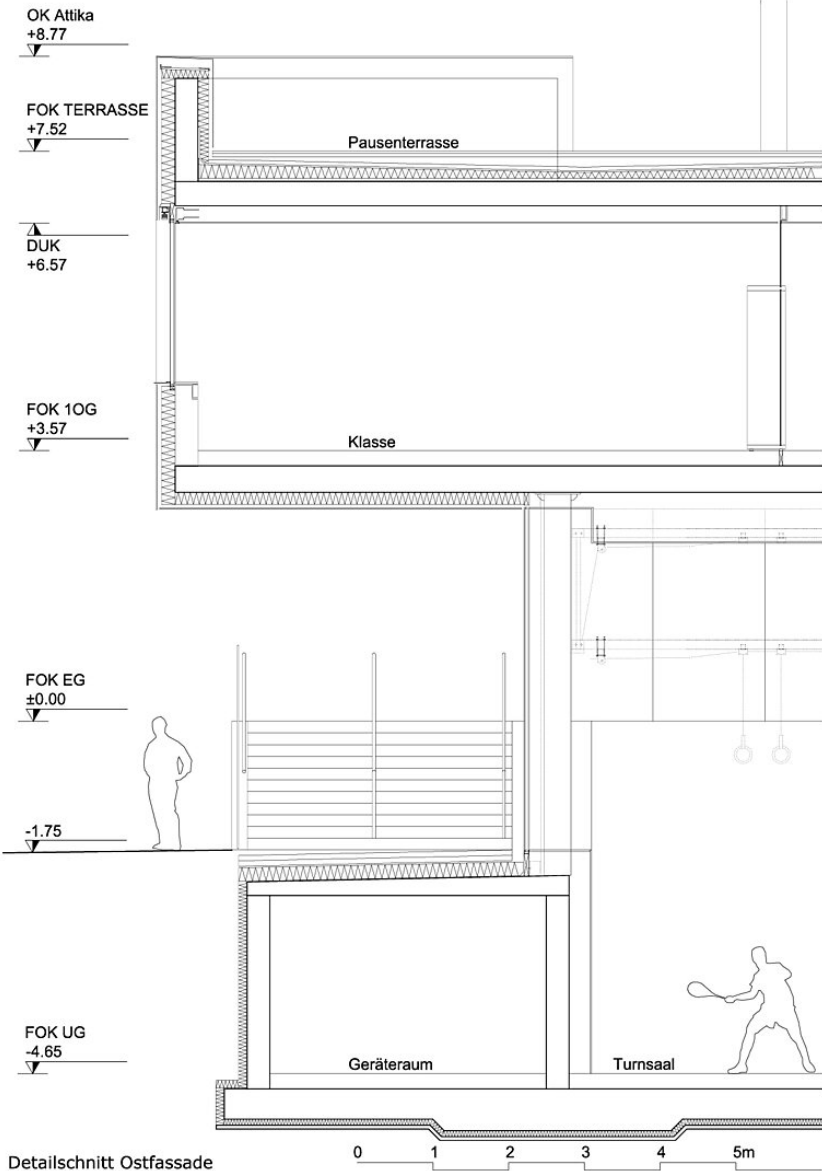 OK Attika
+8.77
FOK TERRASSE
+7.52
Pausenterrasse
DUK
+6.57
FOK 1OG
+3.57
Klasse
FOK EG
±0.00
-1.75
FOK UG
-4.65
Geräteraum
Turnsaal
Detailschnitt Ostfassade
0 1 2 3 4 5m